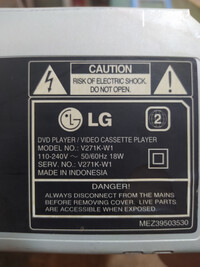 CAUTION
RISK OF ELECTRIC SHOCK
DO NOT OPEN.
LG
2
DVD PLAYER / VIDEO CASSETTE PLAYER
MODEL NO. : V271K-W1
110-240V ~ 50/60Hz 18W
SERV. NO. : V271K-W1
MADE IN INDONESIA
DANGER!
ALWAYS DISCONNECT FROM THE MAINS
BEFORE REMOVING COVER. LIVE PARTS
ARE ACCESSIBLE WHEN EXPOSED.
MEZ39503530